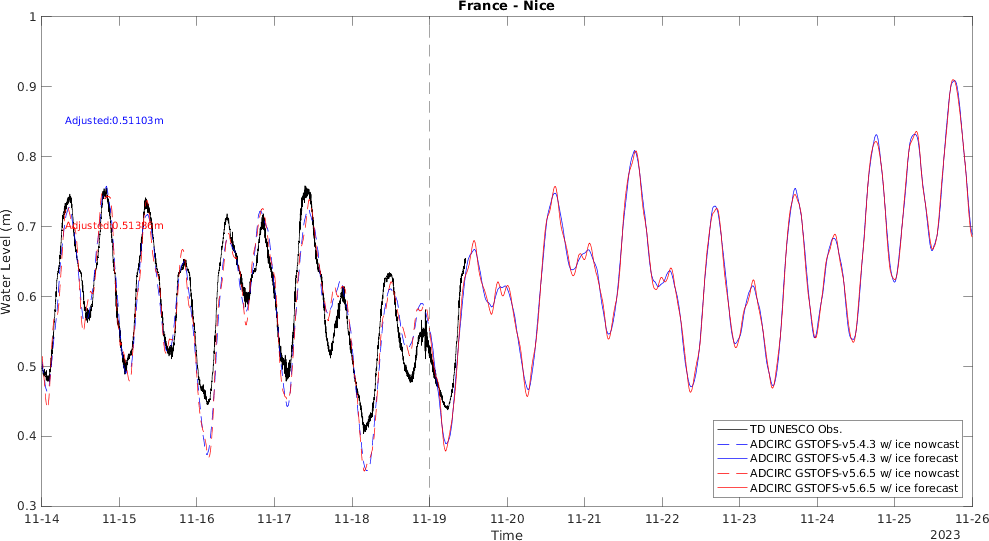 France - Nice
Water Level (m)
1
0.9
0.8
0.7
0.6
0.5
0.4
0.3
Adjusted:0.51103m
Adjusted:0.51386m
TD UNESCO Obs.
ADCIRC GSTOFS-v5.4.3 w/ ice nowcast
ADCIRC GSTOFS-v5.4.3 w/ ice forecast
ADCIRC GSTOFS-v5.6.5 w/ ice nowcast
ADCIRC GSTOFS-v5.6.5 w/ ice forecast
11-14 11-15 11-16 11-17 11-18 11-19 11-20 11-21 11-22 11-23 11-24 11-25 11-26
Time
2023